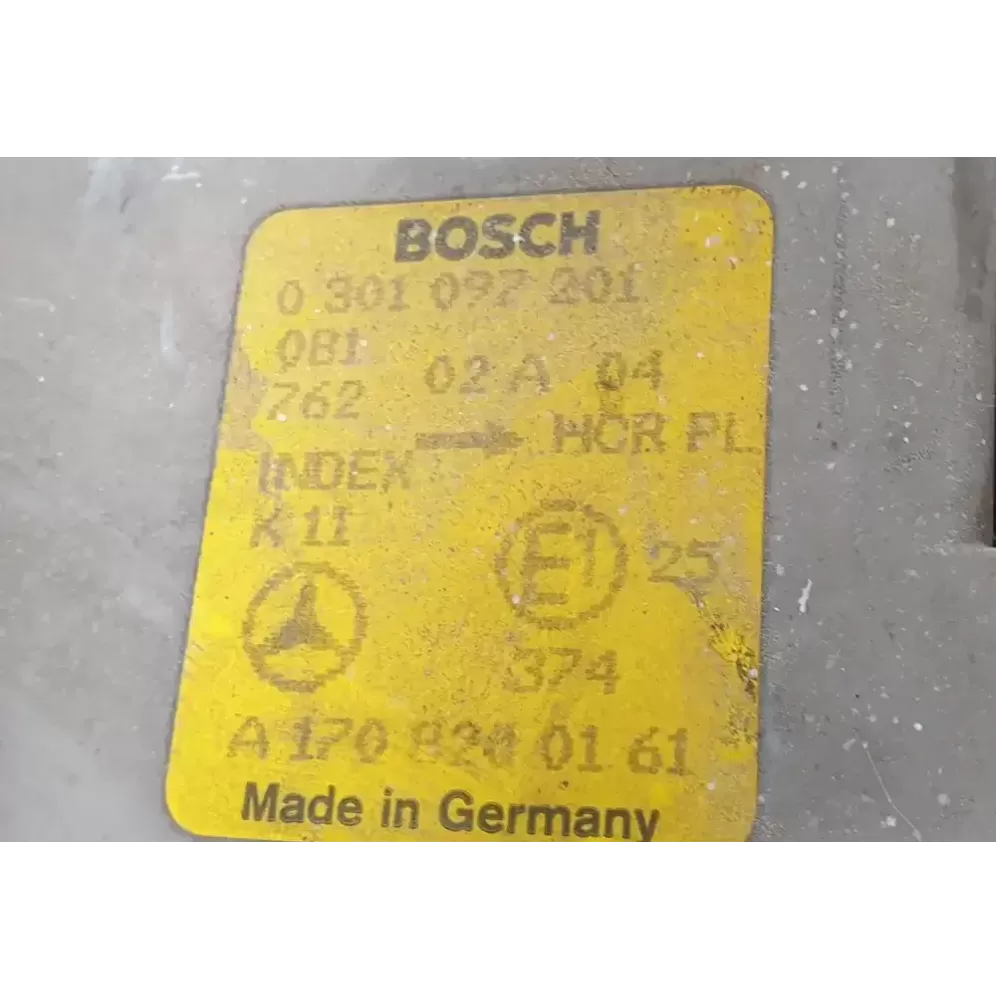 BOSCH
0 301 097 201
081
762 02 A 04
→ HCR PL
INDEX
K 11
E1 25
374
A 170 820 01 61
Made in Germany